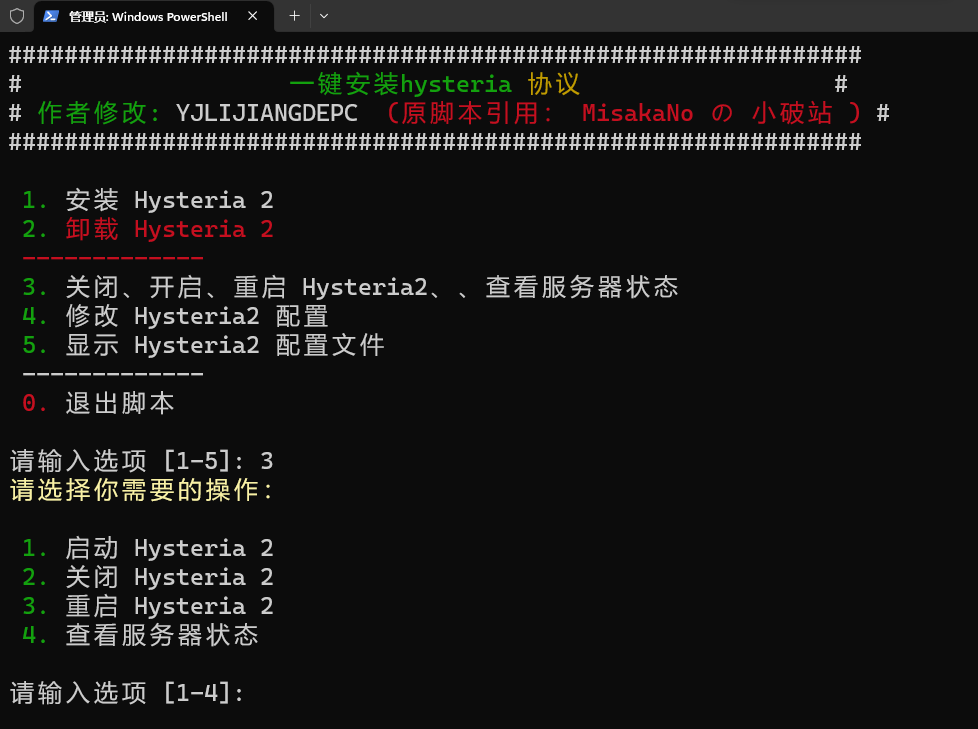 管理员: Windows PowerShell
#############################################################
# 一键安装hysteria 协议 #
# 作者修改: YJLIJIANGDEPC （原脚本引用: MisakaNo の 小破站 ) #
#############################################################
1. 安装 Hysteria 2
2. 卸载 Hysteria 2
-------------
3. 关闭、开启、重启 Hysteria2、、查看服务器状态
4. 修改 Hysteria2 配置
5. 显示 Hysteria2 配置文件
-------------
0. 退出脚本
请输入选项 [1-5]: 3
请选择你需要的操作:
1. 启动 Hysteria 2
2. 关闭 Hysteria 2
3. 重启 Hysteria 2
4. 查看服务器状态
请输入选项 [1-4]: